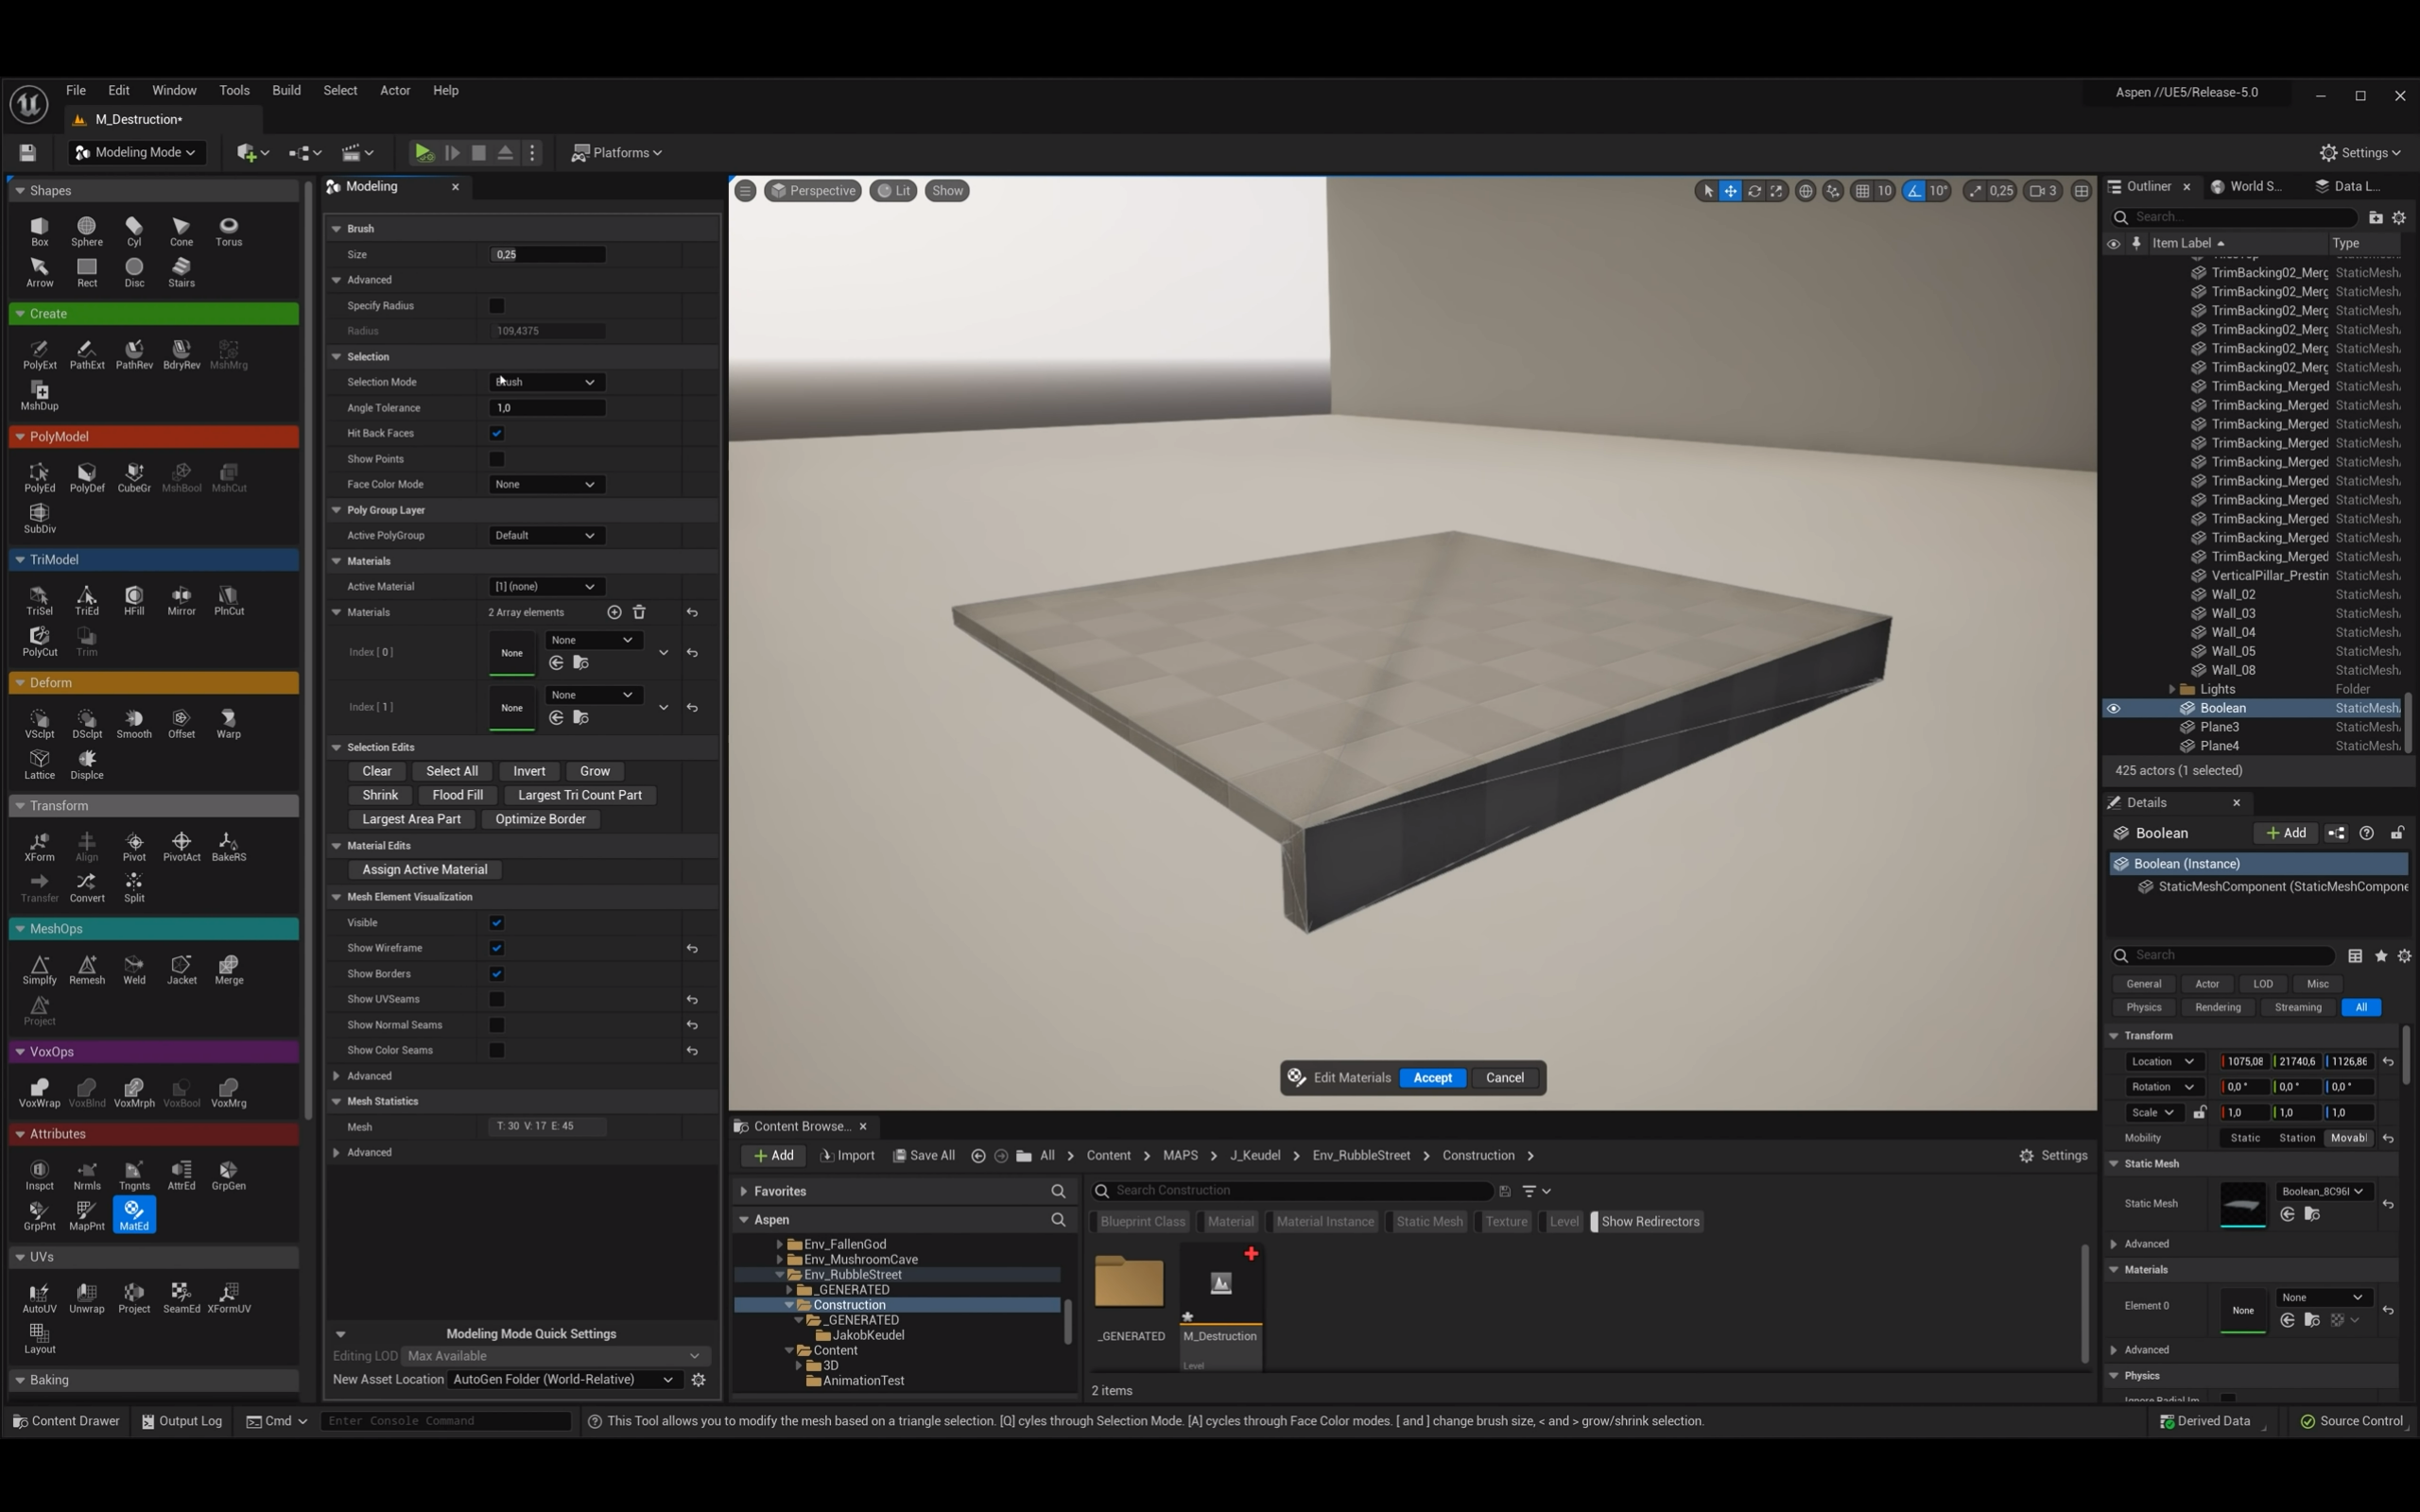 File Edit Window Tools Build Select Actor Help
Aspen //UE5/Release-5.0
M_Destruction*
Modeling Mode
Platforms
Settings
Shapes
Box Sphere Cyl Cone Torus
Arrow Rect Disc Stairs
Create
PolyExt PathExt PathRev BdryRev MshMrg
MshDup
PolyModel
PolyEd PolyDef CubeGr MshBool MshCut
SubDiv
TriModel
TriSel TriEd HFill Mirror PlnCut
PolyCut Trim
Deform
VSclpt DSclpt Smooth Offset Warp
Lattice Displce
Transform
XForm Align Pivot PivotAct BakeRS
Transfer Convert Split
MeshOps
Simplfy Remesh Weld Jacket Merge
Project
VoxOps
VoxWrap VoxBlnd VoxMrph VoxBool VoxMrg
Attributes
Inspct Nrmls Tngnts AttrEd GrpGen
GrpPnt MapPnt MatEd
UVs
AutoUV Unwrap Project SeamEd XFormUV
Layout
Baking
Modeling
Brush
Size 0,25
Advanced
Specify Radius
Radius 109,4375
Selection
Selection Mode Brush
Angle Tolerance 1,0
Hit Back Faces
Show Points
Face Color Mode None
Poly Group Layer
Active PolyGroup Default
Materials
Active Material [1] (none)
Materials 2 Array elements
Index [ 0 ] None None
Index [ 1 ] None None
Selection Edits
Clear Select All Invert Grow
Shrink Flood Fill Largest Tri Count Part
Largest Area Part Optimize Border
Material Edits
Assign Active Material
Mesh Element Visualization
Visible
Show Wireframe
Show Borders
Show UVSeams
Show Normal Seams
Show Color Seams
Advanced
Mesh Statistics
Mesh T: 30 V: 17 E: 45
Advanced
Modeling Mode Quick Settings
Editing LOD Max Available
New Asset Location AutoGen Folder (World-Relative)
Perspective Lit Show
10 10° 0,25 3
Edit Materials Accept Cancel
Content Browse...
Add Import Save All All Content MAPS J_Keudel Env_RubbleStreet Construction
Settings
Favorites
Aspen
Env_FallenGod
Env_MushroomCave
Env_RubbleStreet
_GENERATED
Construction
_GENERATED
JakobKeudel
Content
3D
AnimationTest
Search Construction
Blueprint Class Material Material Instance Static Mesh Texture Level Show Redirectors
_GENERATED M_Destruction
Level
2 items
Outliner World S... Data L...
Search...
Item Label Type
TrimBacking02_Merg StaticMesh
TrimBacking02_Merg StaticMesh
TrimBacking02_Merg StaticMesh
TrimBacking02_Merg StaticMesh
TrimBacking02_Merg StaticMesh
TrimBacking02_Merg StaticMesh
TrimBacking_Merged StaticMesh
TrimBacking_Merged StaticMesh
TrimBacking_Merged StaticMesh
TrimBacking_Merged StaticMesh
TrimBacking_Merged StaticMesh
TrimBacking_Merged StaticMesh
TrimBacking_Merged StaticMesh
TrimBacking_Merged StaticMesh
TrimBacking_Merged StaticMesh
TrimBacking_Merged StaticMesh
VerticalPillar_Prestin StaticMesh
Wall_02 StaticMesh
Wall_03 StaticMesh
Wall_04 StaticMesh
Wall_05 StaticMesh
Wall_08 StaticMesh
Lights Folder
Boolean StaticMesh
Plane3 StaticMesh
Plane4 StaticMesh
425 actors (1 selected)
Details
Boolean Add
Boolean (Instance)
StaticMeshComponent (StaticMeshCompone
Search
General Actor LOD Misc
Physics Rendering Streaming All
Transform
Location 1075,08 21740,6 1126,86
Rotation 0,0 ° 0,0 ° 0,0 °
Scale 1,0 1,0 1,0
Mobility Static Station Movabl
Static Mesh
Static Mesh Boolean_8C96I
Advanced
Materials
Element 0 None None
Advanced
Physics
Content Drawer Output Log Cmd Enter Console Command
This Tool allows you to modify the mesh based on a triangle selection. [Q] cyles through Selection Mode. [A] cycles through Face Color modes. [ and ] change brush size, < and > grow/shrink selection.
Derived Data Source Control